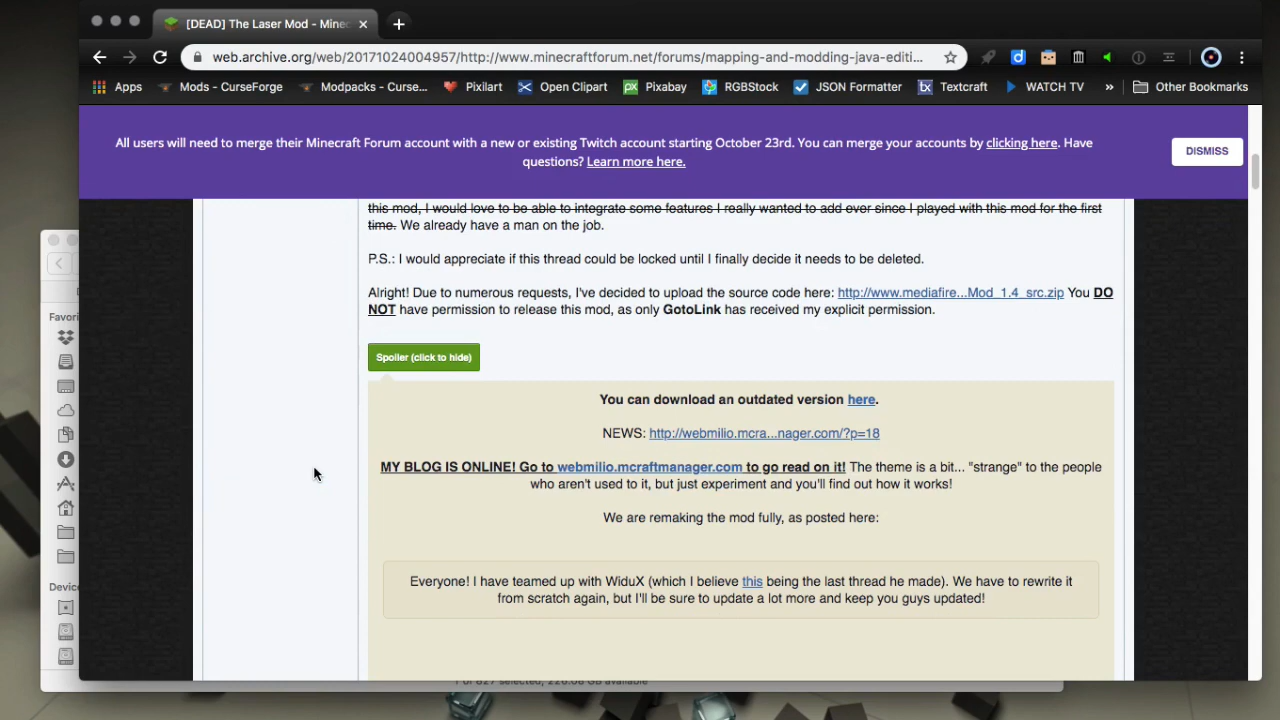 [DEAD] The Laser Mod - Minec
web.archive.org/web/20171024004957/http://www.minecraftforum.net/forums/mapping-and-modding-java-editi...
Apps
Mods - CurseForge
Modpacks - Curse...
Pixilart
Open Clipart
px Pixabay
RGBStock
JSON Formatter
tx Textcraft
WATCH TV
»
Other Bookmarks
All users will need to merge their Minecraft Forum account with a new or existing Twitch account starting October 23rd. You can merge your accounts by clicking here. Have
questions? Learn more here.
DISMISS
this mod, I would love to be able to integrate some features I really wanted to add ever since I played with this mod for the first
time. We already have a man on the job.
P.S.: I would appreciate if this thread could be locked until I finally decide it needs to be deleted.
Alright! Due to numerous requests, I've decided to upload the source code here: http://www.mediafire...Mod_1.4_src.zip You DO
NOT have permission to release this mod, as only GotoLink has received my explicit permission.
Spoiler (click to hide)
You can download an outdated version here.
NEWS: http://webmilio.mcra...nager.com/?p=18
MY BLOG IS ONLINE! Go to webmilio.mcraftmanager.com to go read on it! The theme is a bit... "strange" to the people
who aren't used to it, but just experiment and you'll find out how it works!
We are remaking the mod fully, as posted here:
Everyone! I have teamed up with WiduX (which I believe this being the last thread he made). We have to rewrite it
from scratch again, but I'll be sure to update a lot more and keep you guys updated!
Favori
Device